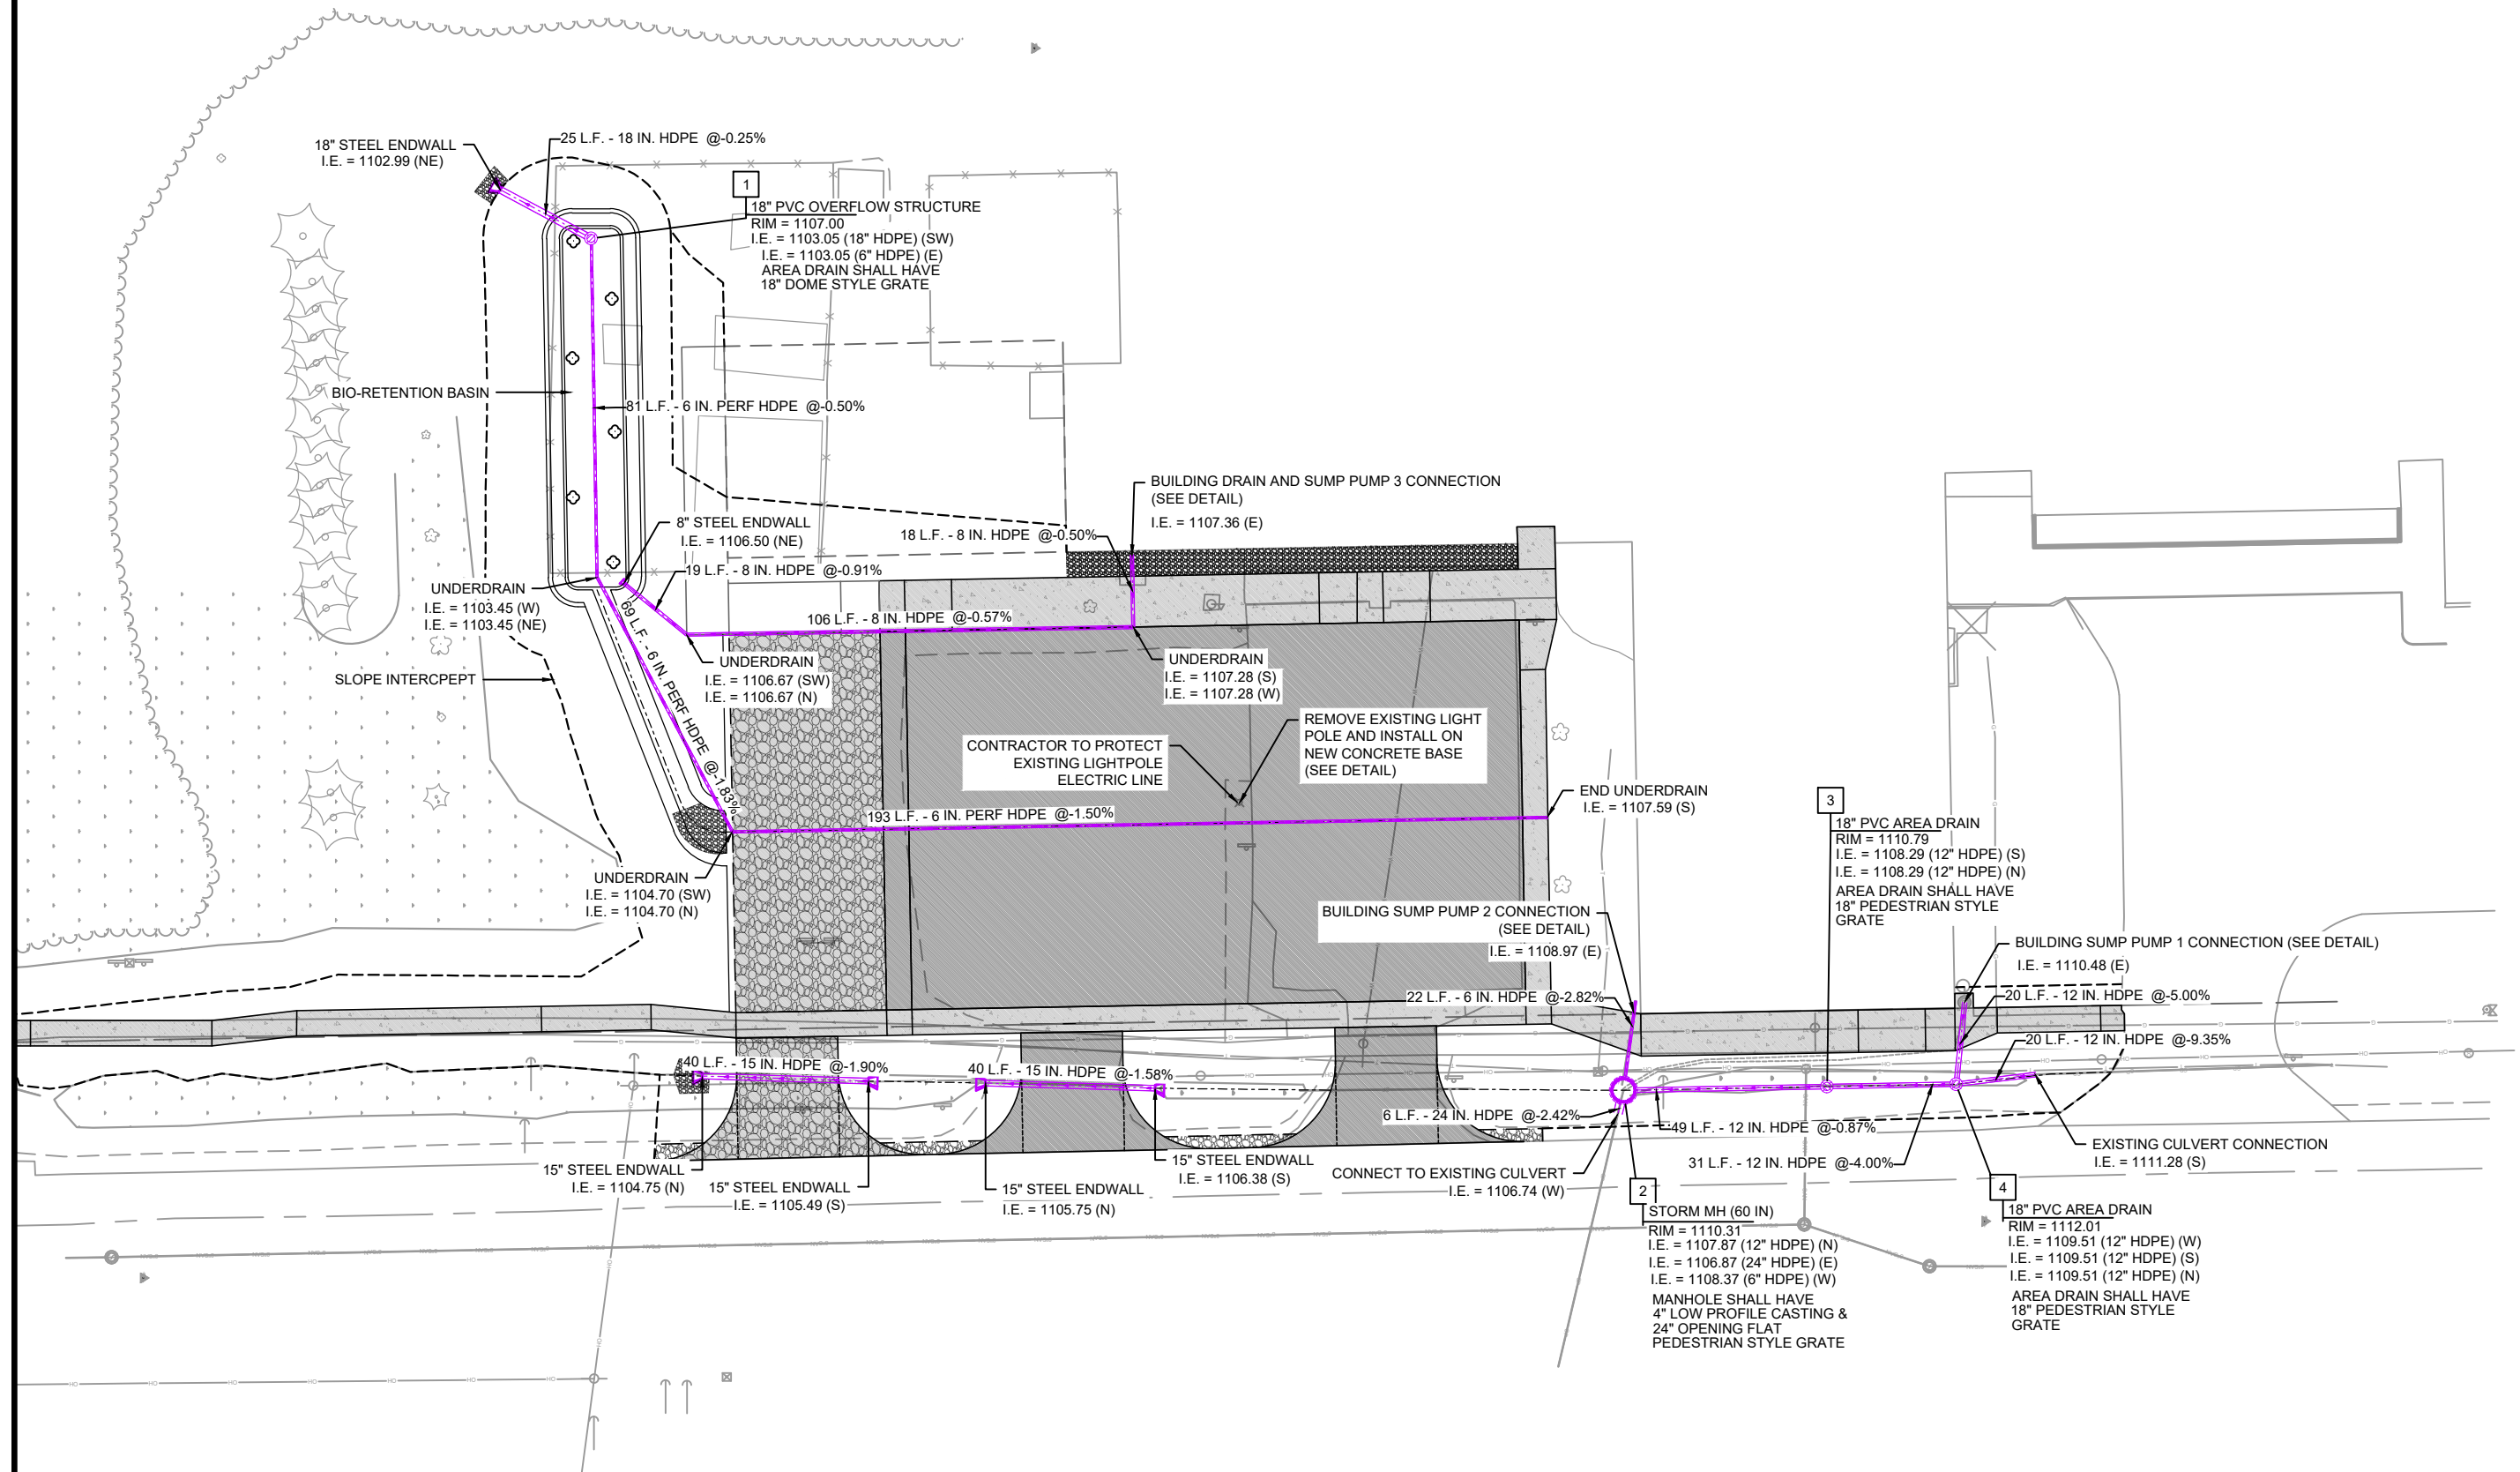 25 L.F. - 18 IN. HDPE @-0.25%
18" STEEL ENDWALL
I.E. = 1102.99 (NE)
1
18" PVC OVERFLOW STRUCTURE
RIM = 1107.00
I.E. = 1103.05 (18" HDPE) (SW)
I.E. = 1103.05 (6" HDPE) (E)
AREA DRAIN SHALL HAVE
18" DOME STYLE GRATE
BIO-RETENTION BASIN
81 L.F. - 6 IN. PERF HDPE @-0.50%
BUILDING DRAIN AND SUMP PUMP 3 CONNECTION
(SEE DETAIL)
I.E. = 1107.36 (E)
8" STEEL ENDWALL
I.E. = 1106.50 (NE)
18 L.F. - 8 IN. HDPE @-0.50%
19 L.F. - 8 IN. HDPE @-0.91%
UNDERDRAIN
I.E. = 1103.45 (W)
I.E. = 1103.45 (NE)
69 L.F. - 6 IN. PERF HDPE @-1.83%
106 L.F. - 8 IN. HDPE @-0.57%
UNDERDRAIN
I.E. = 1106.67 (SW)
I.E. = 1106.67 (N)
UNDERDRAIN
I.E. = 1107.28 (S)
I.E. = 1107.28 (W)
SLOPE INTERCPEPT
CONTRACTOR TO PROTECT
EXISTING LIGHTPOLE
ELECTRIC LINE
REMOVE EXISTING LIGHT
POLE AND INSTALL ON
NEW CONCRETE BASE
(SEE DETAIL)
END UNDERDRAIN
I.E. = 1107.59 (S)
193 L.F. - 6 IN. PERF HDPE @-1.50%
3
18" PVC AREA DRAIN
RIM = 1110.79
I.E. = 1108.29 (12" HDPE) (S)
I.E. = 1108.29 (12" HDPE) (N)
AREA DRAIN SHALL HAVE
18" PEDESTRIAN STYLE
GRATE
UNDERDRAIN
I.E. = 1104.70 (SW)
I.E. = 1104.70 (N)
BUILDING SUMP PUMP 2 CONNECTION
(SEE DETAIL)
I.E. = 1108.97 (E)
BUILDING SUMP PUMP 1 CONNECTION (SEE DETAIL)
I.E. = 1110.48 (E)
22 L.F. - 6 IN. HDPE @-2.82%
20 L.F. - 12 IN. HDPE @-5.00%
20 L.F. - 12 IN. HDPE @-9.35%
40 L.F. - 15 IN. HDPE @-1.90%
40 L.F. - 15 IN. HDPE @-1.58%
6 L.F. - 24 IN. HDPE @-2.42%
49 L.F. - 12 IN. HDPE @-0.87%
31 L.F. - 12 IN. HDPE @-4.00%
EXISTING CULVERT CONNECTION
I.E. = 1111.28 (S)
15" STEEL ENDWALL
I.E. = 1104.75 (N)
15" STEEL ENDWALL
I.E. = 1105.49 (S)
15" STEEL ENDWALL
I.E. = 1105.75 (N)
15" STEEL ENDWALL
I.E. = 1106.38 (S)
CONNECT TO EXISTING CULVERT
I.E. = 1106.74 (W)
2
STORM MH (60 IN)
RIM = 1110.31
I.E. = 1107.87 (12" HDPE) (N)
I.E. = 1106.87 (24" HDPE) (E)
I.E. = 1108.37 (6" HDPE) (W)
MANHOLE SHALL HAVE
4" LOW PROFILE CASTING &
24" OPENING FLAT
PEDESTRIAN STYLE GRATE
4
18" PVC AREA DRAIN
RIM = 1112.01
I.E. = 1109.51 (12" HDPE) (W)
I.E. = 1109.51 (12" HDPE) (S)
I.E. = 1109.51 (12" HDPE) (N)
AREA DRAIN SHALL HAVE
18" PEDESTRIAN STYLE
GRATE